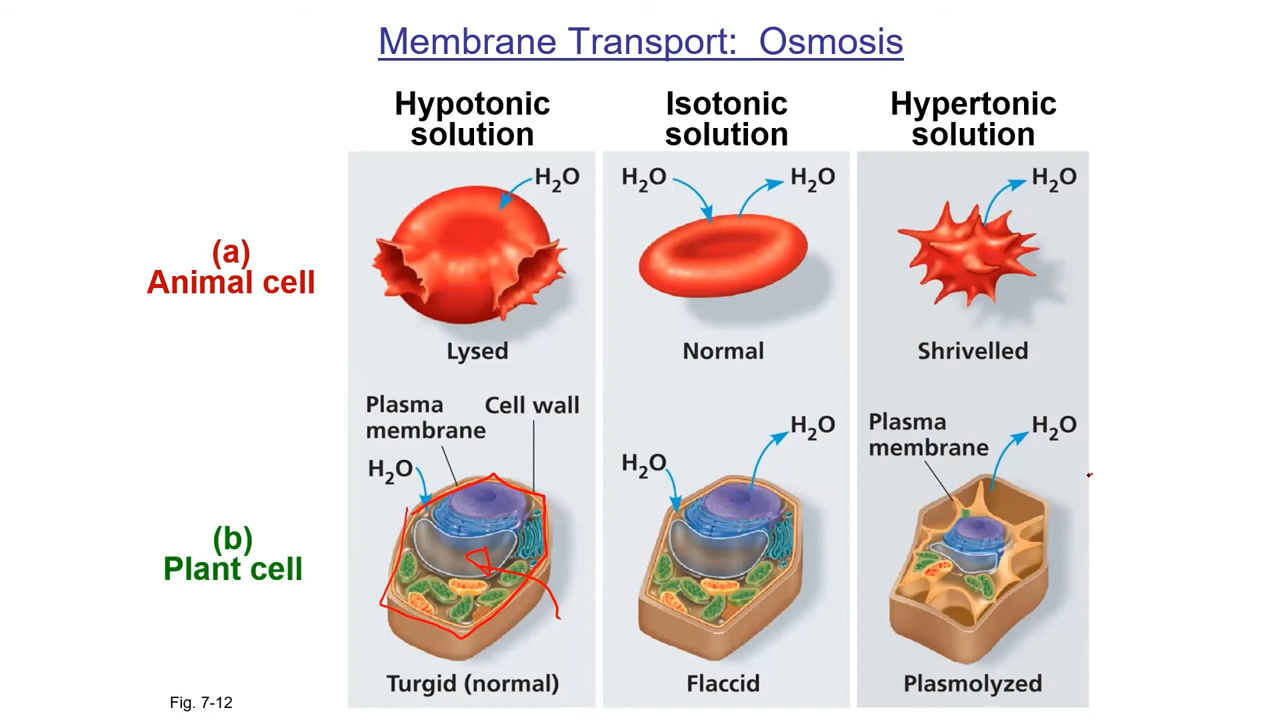 Membrane Transport:  Osmosis
Hypotonic
solution
Isotonic
solution
Hypertonic
solution
(a)
Animal cell
H₂O
H₂O
H₂O
H₂O
Lysed
Normal
Shrivelled
(b)
Plant cell
Plasma
membrane
Cell wall
H₂O
H₂O
H₂O
Plasma
membrane
H₂O
Turgid (normal)
Flaccid
Plasmolyzed
Fig. 7-12